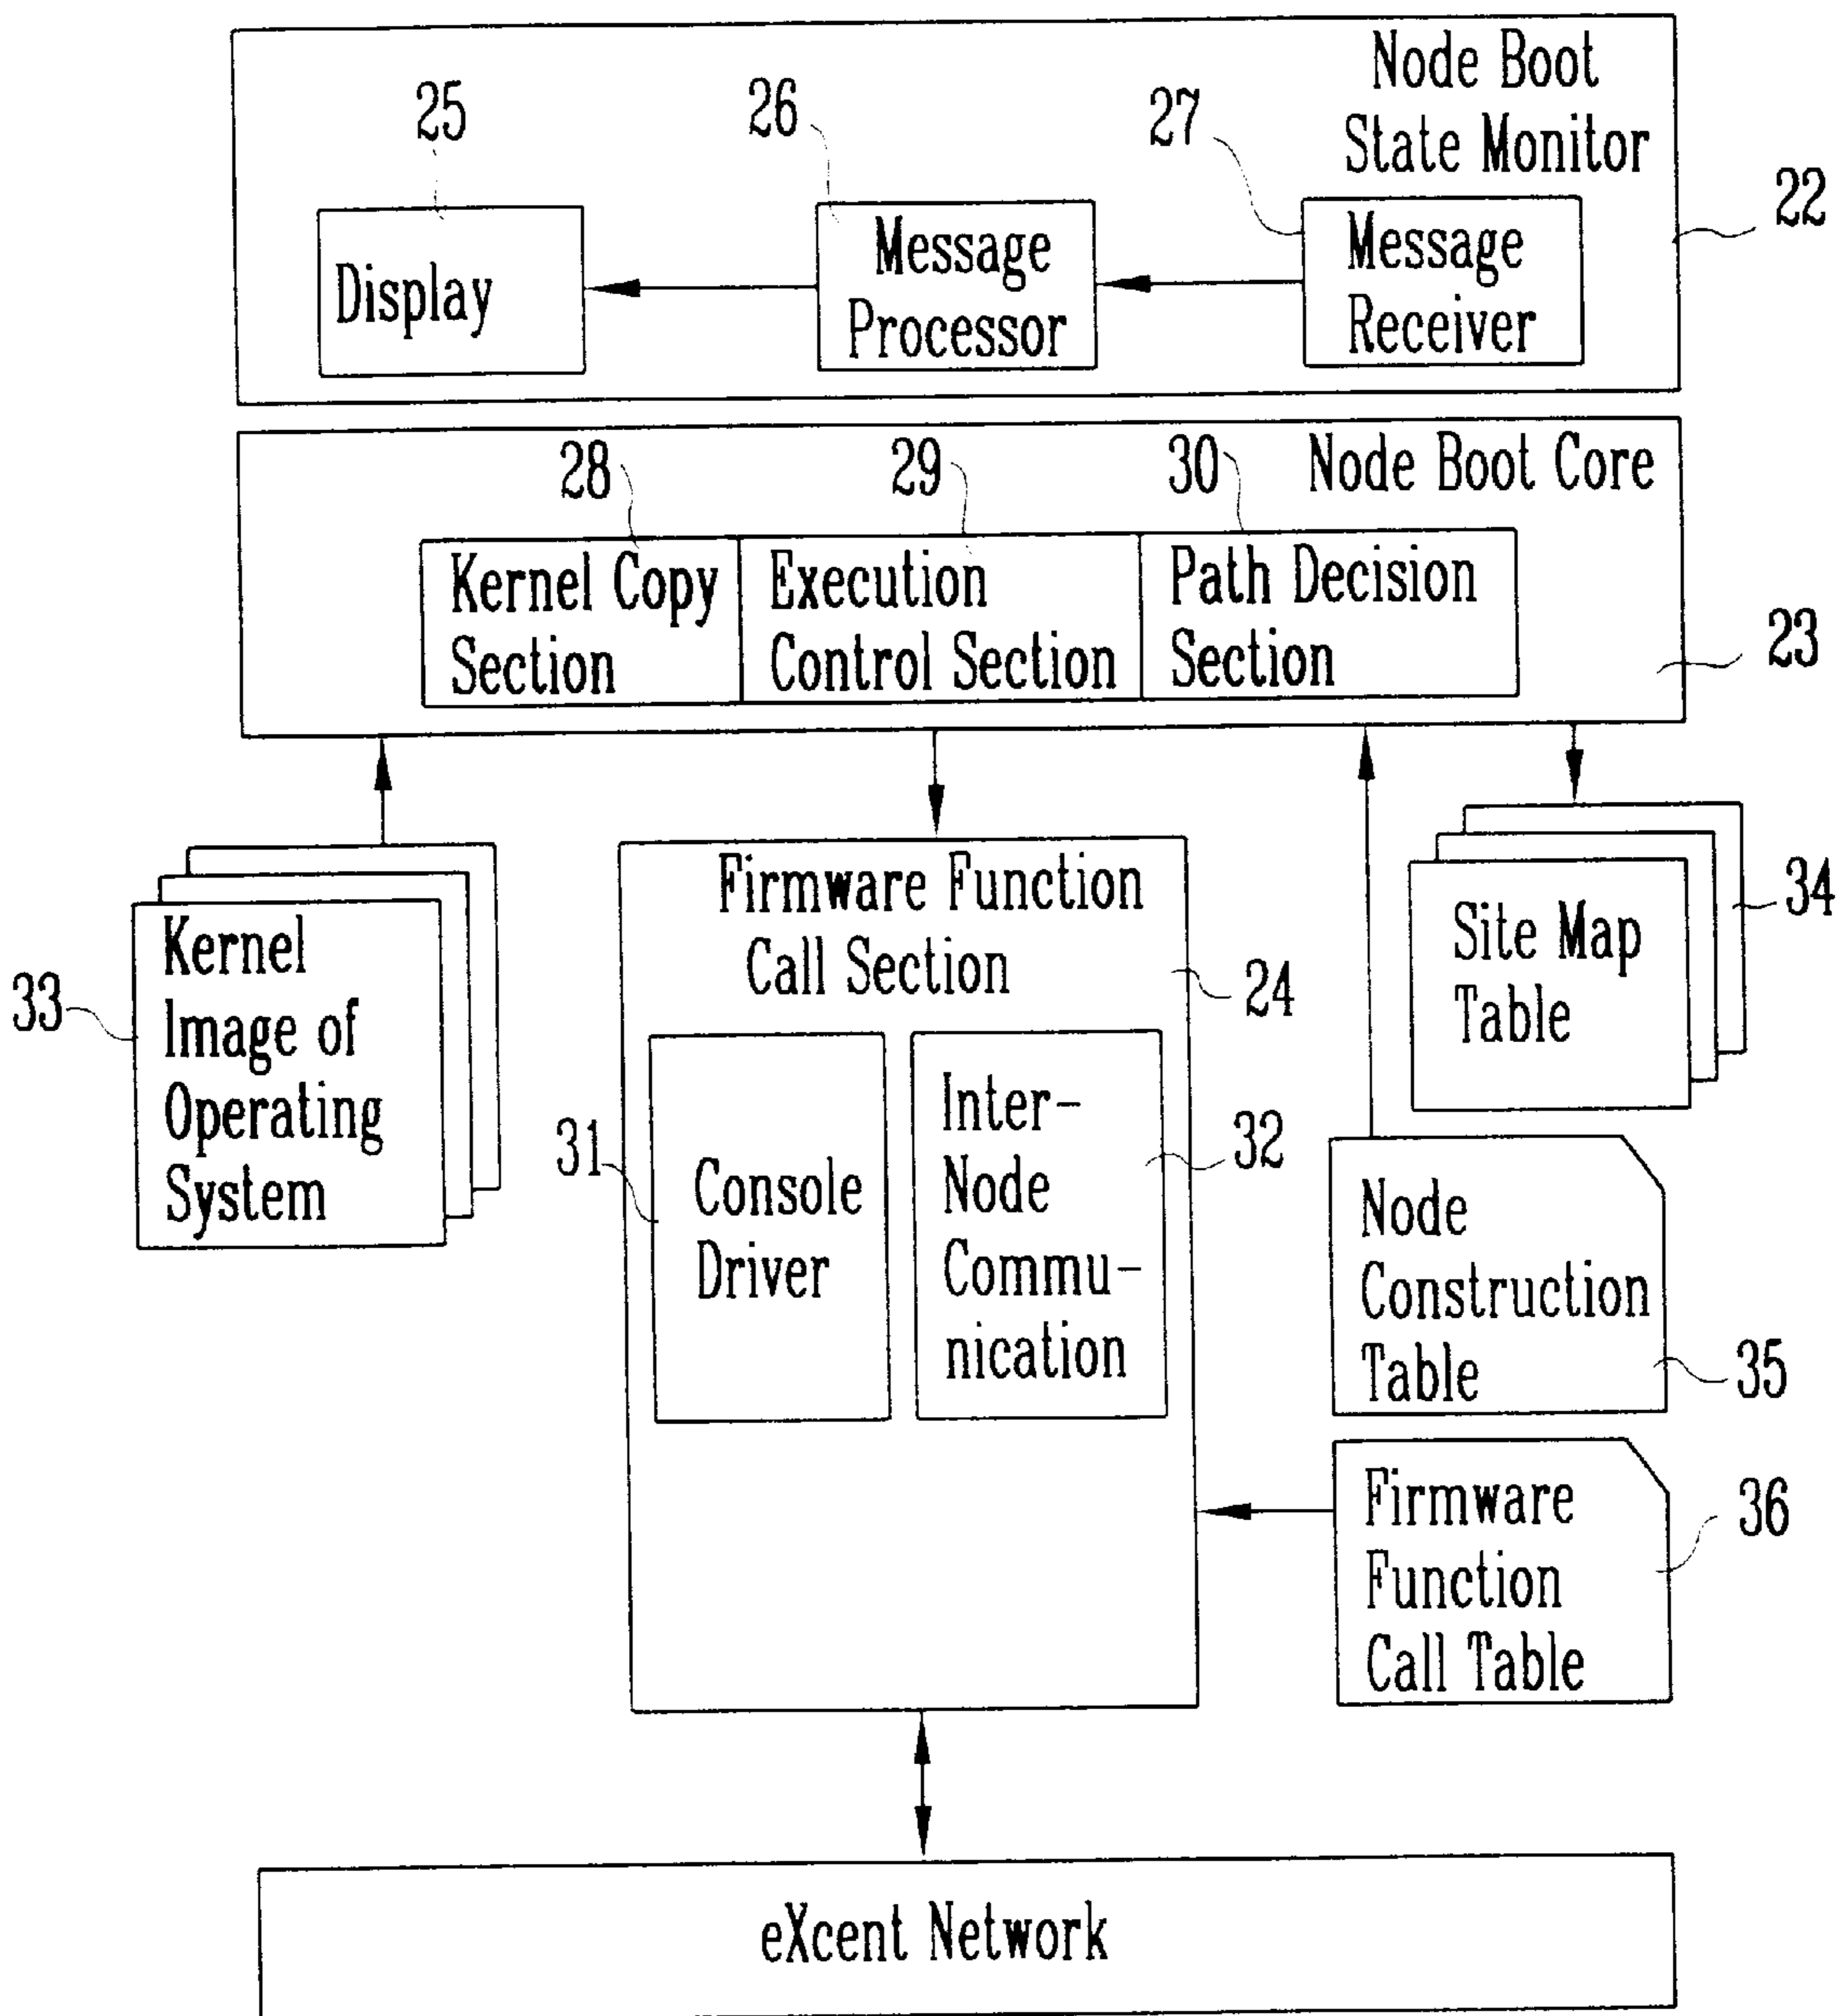 Node Boot
State Monitor
22
25
26
27
Display
Message
Processor
Message
Receiver
Node Boot Core
23
28
29
30
Kernel Copy
Section
Execution
Control Section
Path Decision
Section
33
Kernel
Image of
Operating
System
Firmware Function
Call Section
24
31
Console
Driver
Inter-
Node
Commu-
nication
32
Site Map
Table
34
Node
Construction
Table
35
Firmware
Function
Call Table
36
eXcent Network